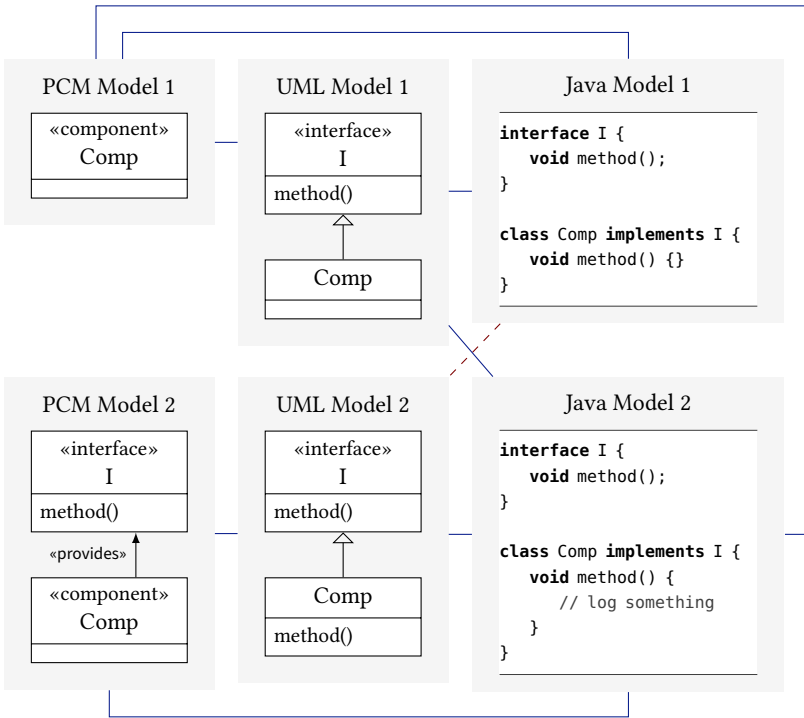 PCM Model 1
«component»
Comp
UML Model 1
«interface»
I
method()
Comp
Java Model 1
interface I {
void method();
}
class Comp implements I {
void method() {}
}
PCM Model 2
«interface»
I
method()
«provides»
«component»
Comp
UML Model 2
«interface»
I
method()
Comp
method()
Java Model 2
interface I {
void method();
}
class Comp implements I {
void method() {
// log something
}
}